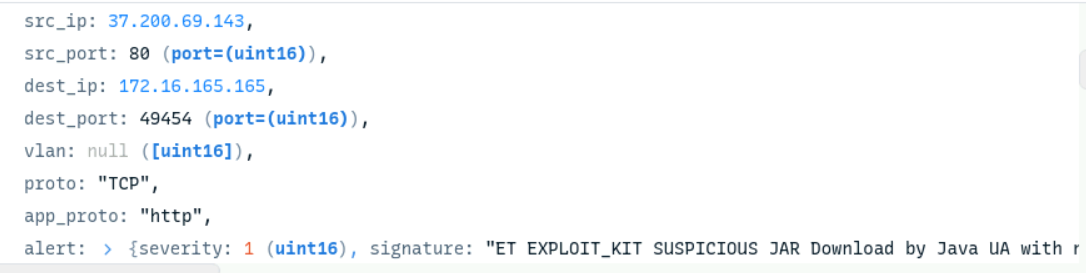 src_ip: 37.200.69.143,
src_port: 80 (port=(uint16)),
dest_ip: 172.16.165.165,
dest_port: 49454 (port=(uint16)),
vlan: null ([uint16]),
proto: "TCP",
app_proto: "http",
alert: > {severity: 1 (uint16), signature: "ET EXPLOIT_KIT SUSPICIOUS JAR Download by Java UA with